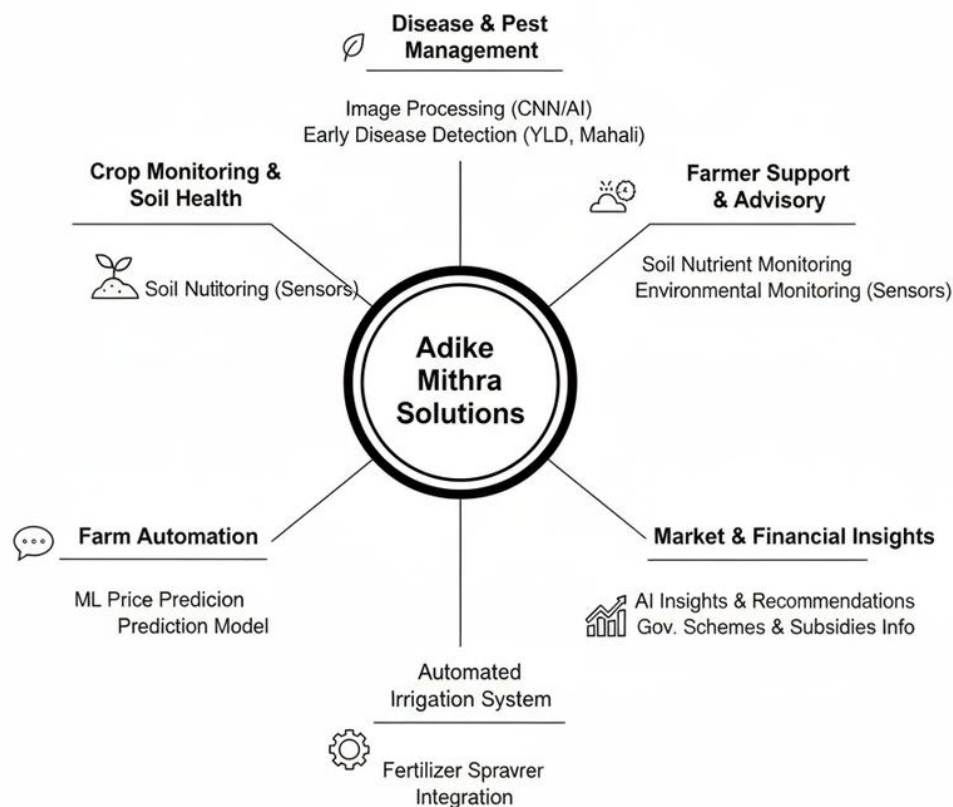 Disease & Pest
Management
Image Processing (CNN/AI)
Early Disease Detection (YLD, Mahali)
Crop Monitoring &
Soil Health
Soil Nutitoring (Sensors)
Farmer Support
& Advisory
Soil Nutrient Monitoring
Environmental Monitoring (Sensors)
Adike
Mithra
Solutions
Farm Automation
ML Price Predicion
Prediction Model
Market & Financial Insights
AI Insights & Recommendations
Gov. Schemes & Subsidies Info
Automated
Irrigation System
Fertilizer Spravrer
Integration